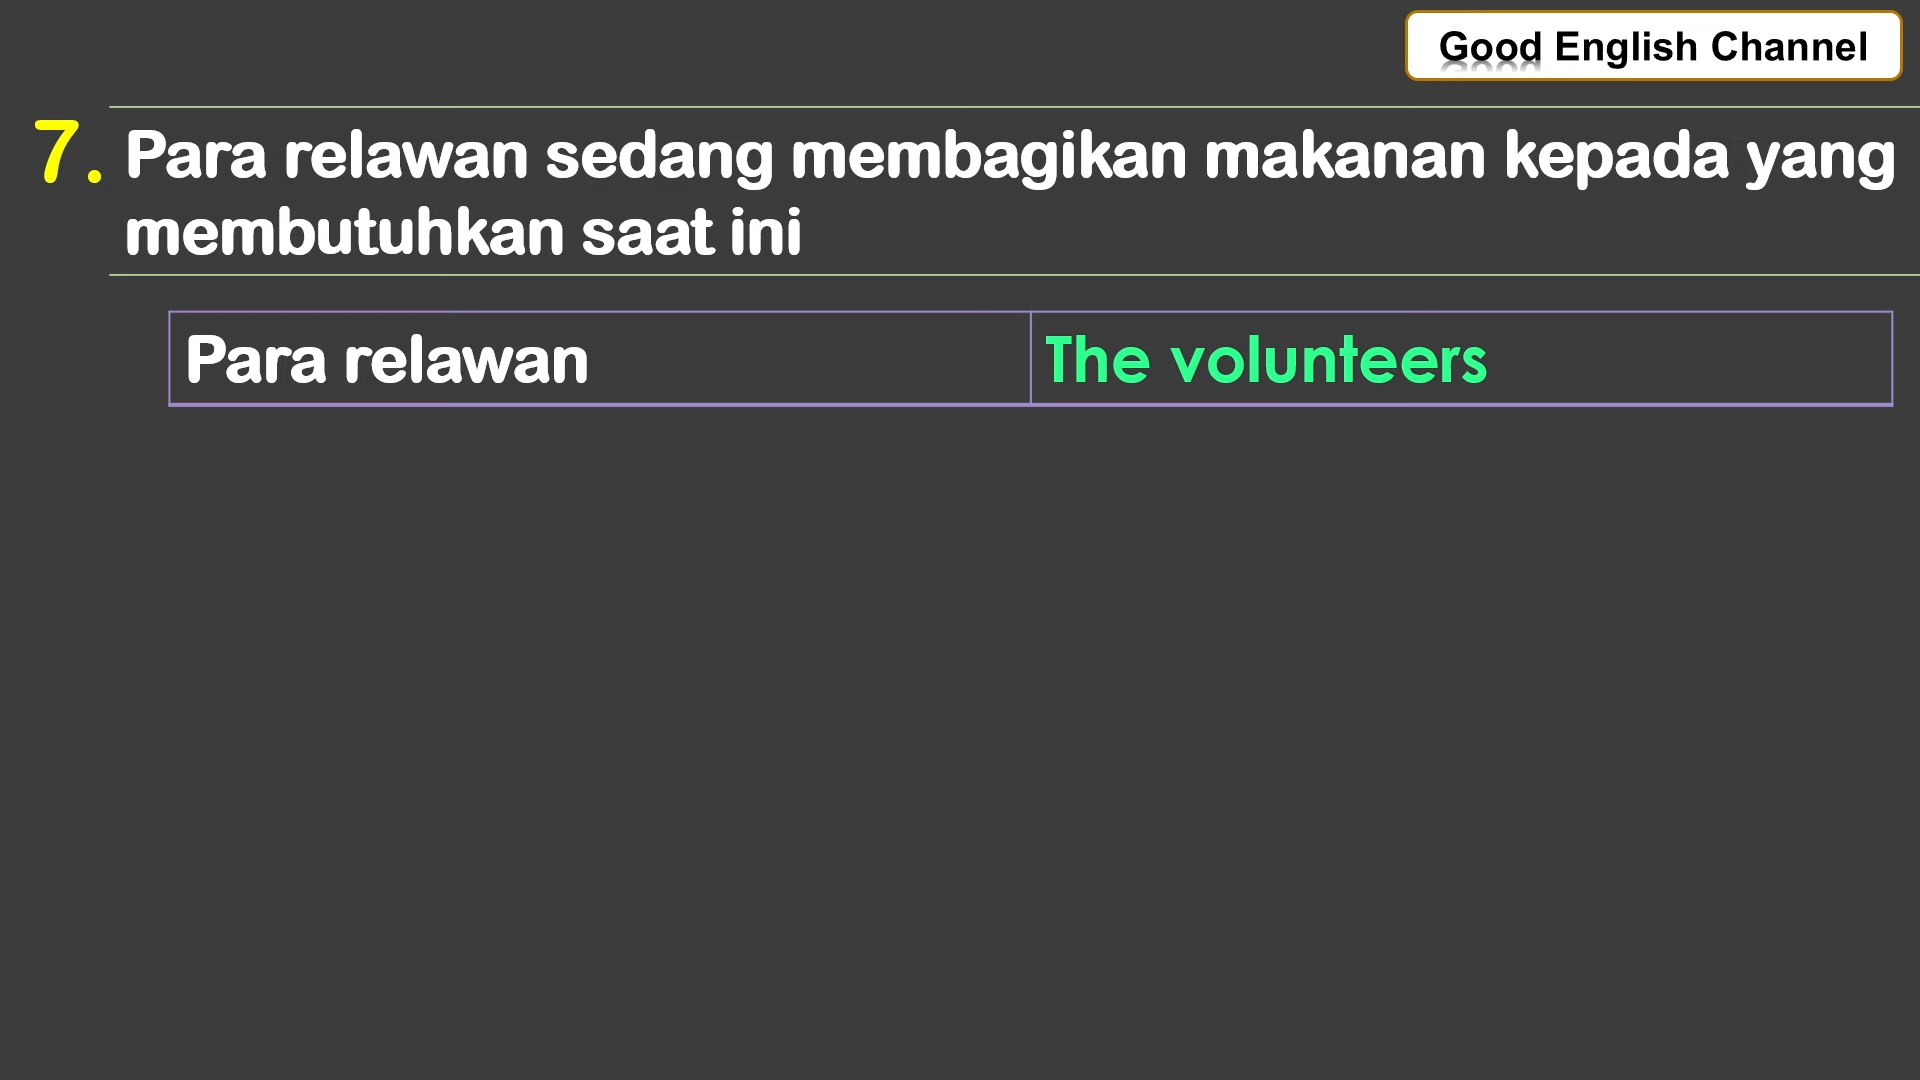 Good English Channel
7. Para relawan sedang membagikan makanan kepada yang
membutuhkan saat ini
Para relawan The volunteers